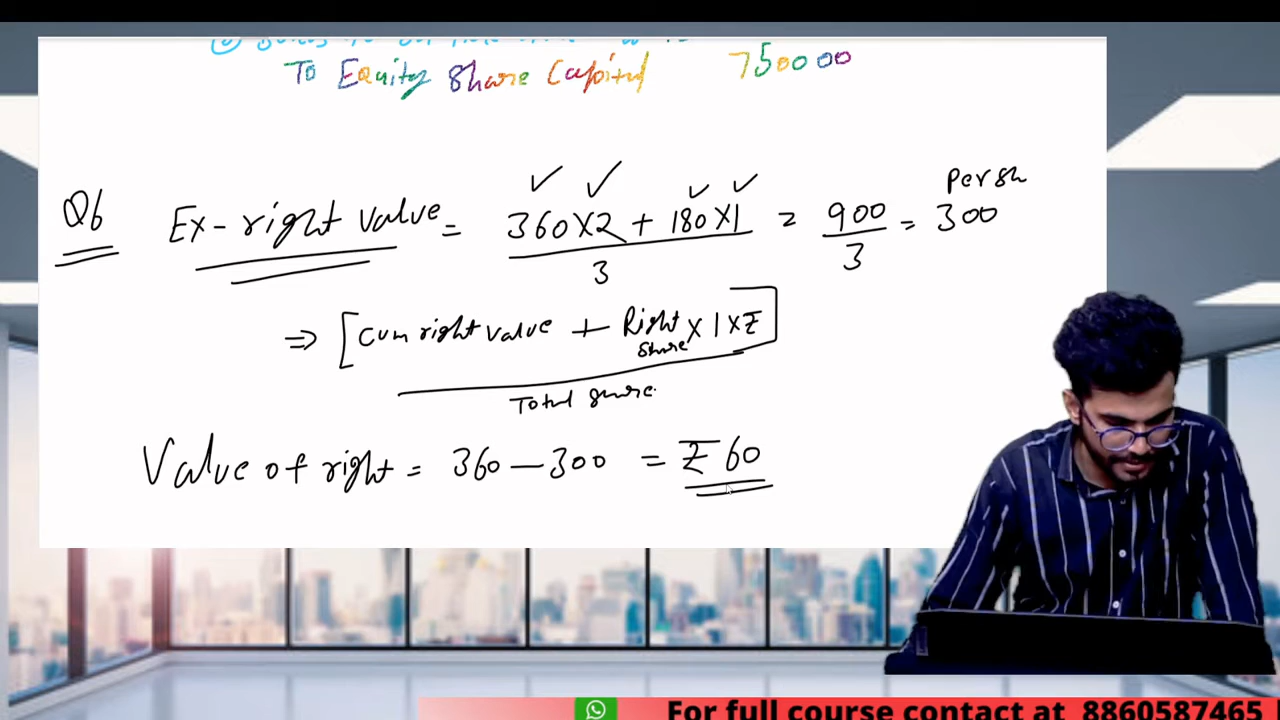 To Equity Share Capital 750000
Per sh
Q6 Ex-right value = 360X2 + 180X1 = 900 = 300
3 3
⇒ [Cum right value + Right share X 1 X ₹]
Total share
Value of right = 360 - 300 = ₹ 60
For full course contact at 8860587465